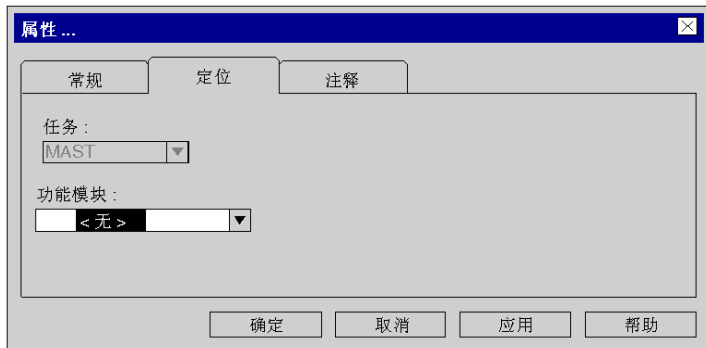 属性 ...
常规 定位 注释
任务 :
MAST
功能模块 :
< 无 >
确定 取消 应用 帮助